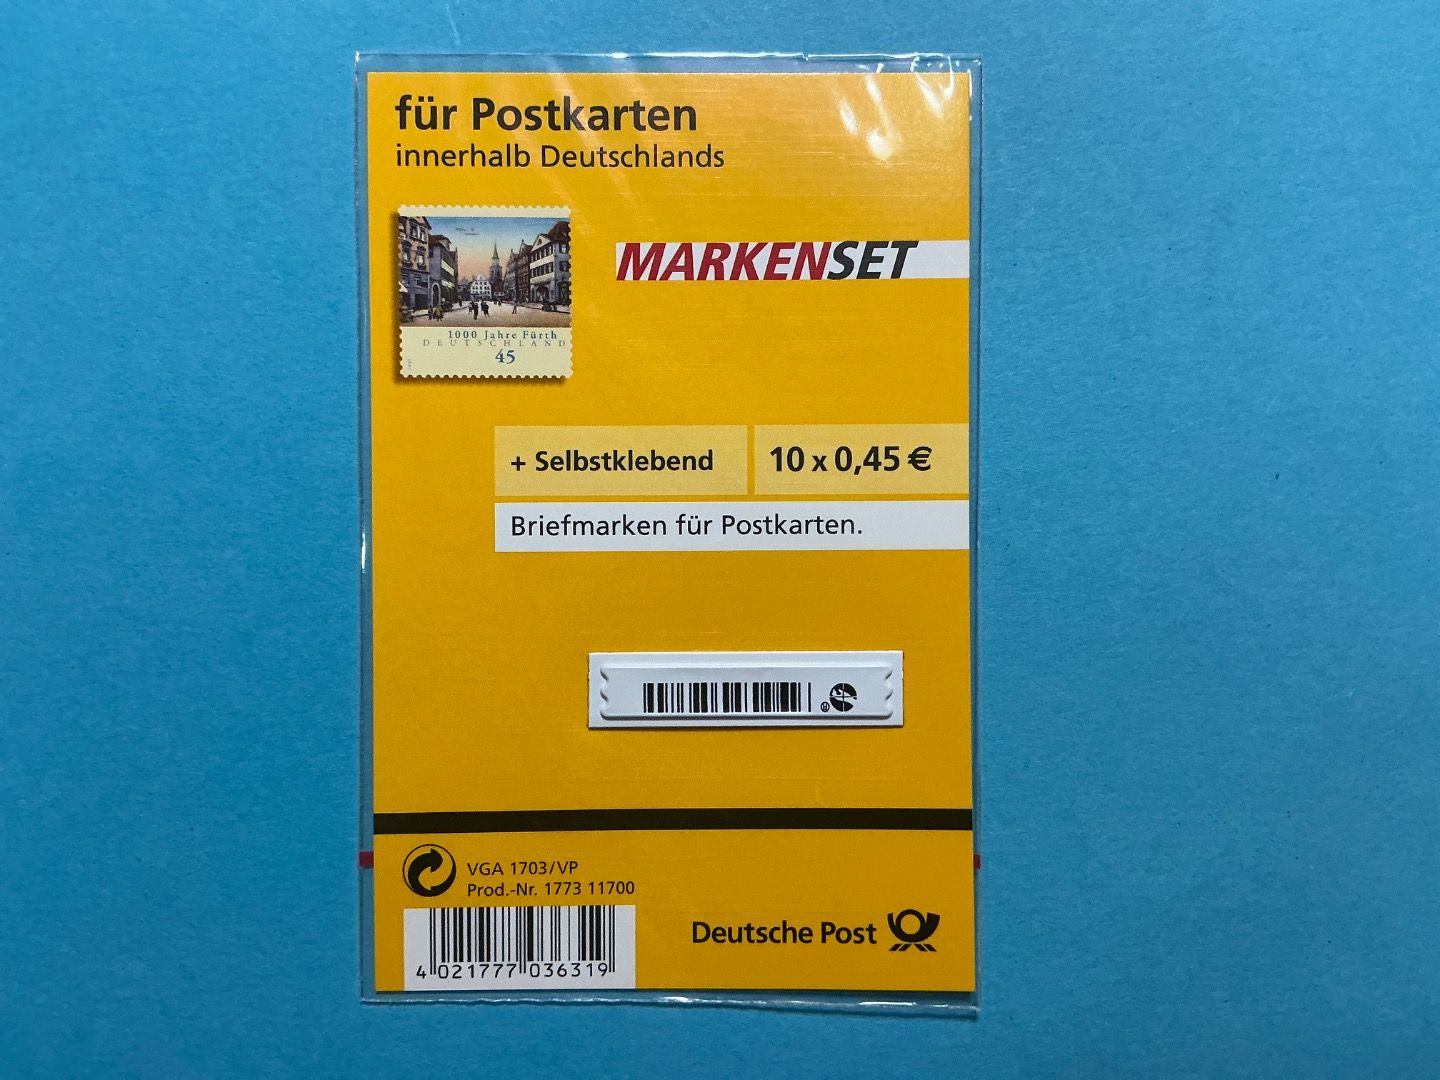 für Postkarten
innerhalb Deutschlands
MARKENSET
1000 Jahre Fürth
DEUTSCHLAND
45
+ Selbstklebend
10 x 0,45 €
Briefmarken für Postkarten.
®
VGA 1703/VP
Prod.-Nr. 1773 11700
Deutsche Post
4 021777 036319